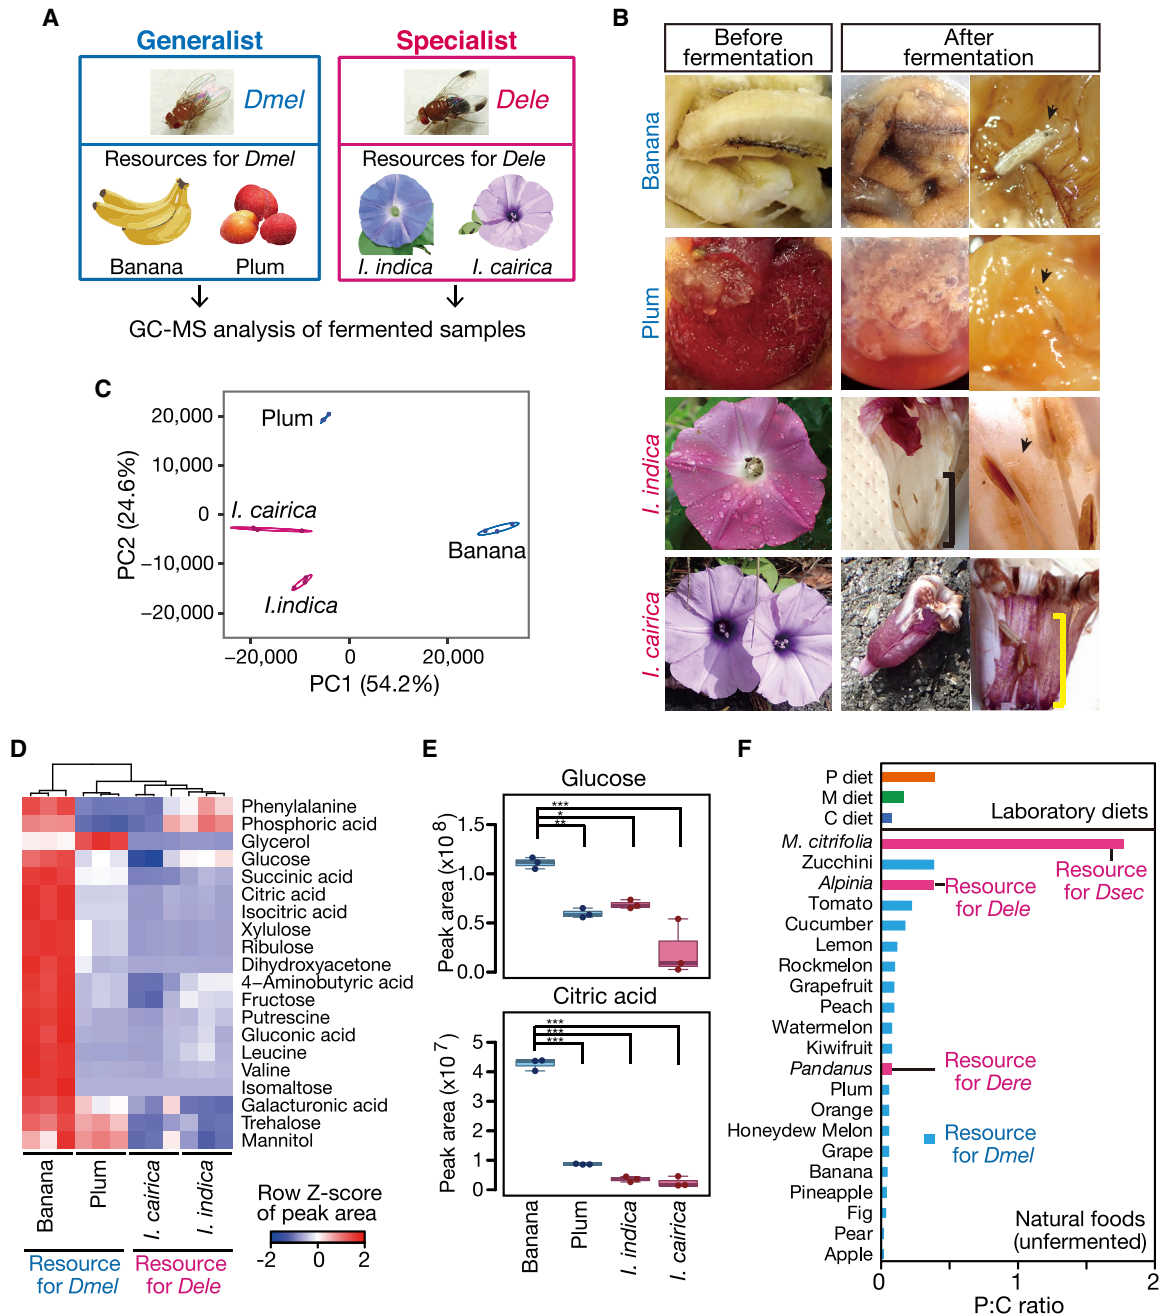 A
Generalist
Specialist
Dmel
Dele
Resources for Dmel
Resources for Dele
Banana
Plum
I. indica
I. cairica
GC-MS analysis of fermented samples
B
Before
fermentation
After
fermentation
Banana
Plum
I. indica
I. cairica
C
PC2 (24.6%)
20,000
10,000
0
−10,000
−20,000
Plum
I. cairica
Banana
I.indica
−20,000
0
20,000
PC1 (54.2%)
D
Phenylalanine
Phosphoric acid
Glycerol
Glucose
Succinic acid
Citric acid
Isocitric acid
Xylulose
Ribulose
Dihydroxyacetone
4−Aminobutyric acid
Fructose
Putrescine
Gluconic acid
Leucine
Valine
Isomaltose
Galacturonic acid
Trehalose
Mannitol
Banana
Plum
I. cairica
I. indica
Resource
for Dmel
Resource
for Dele
Row Z-score
of peak area
-2
0
2
E
Glucose
Peak area (x10 8)
1.5
1.0
0.5
0.0
***
*
**
Citric acid
Peak area (x10 7)
5
4
3
2
1
0
***
***
***
Banana
Plum
I. indica
I. cairica
F
P diet
M diet
C diet
Laboratory diets
M. citrifolia
Zucchini
Alpinia
Tomato
Cucumber
Lemon
Rockmelon
Grapefruit
Peach
Watermelon
Kiwifruit
Pandanus
Plum
Orange
Honeydew Melon
Grape
Banana
Pineapple
Fig
Pear
Apple
Resource
for Dsec
Resource
for Dele
Resource
for Dere
Resource
for Dmel
Natural foods
(unfermented)
0
1
2
P:C ratio